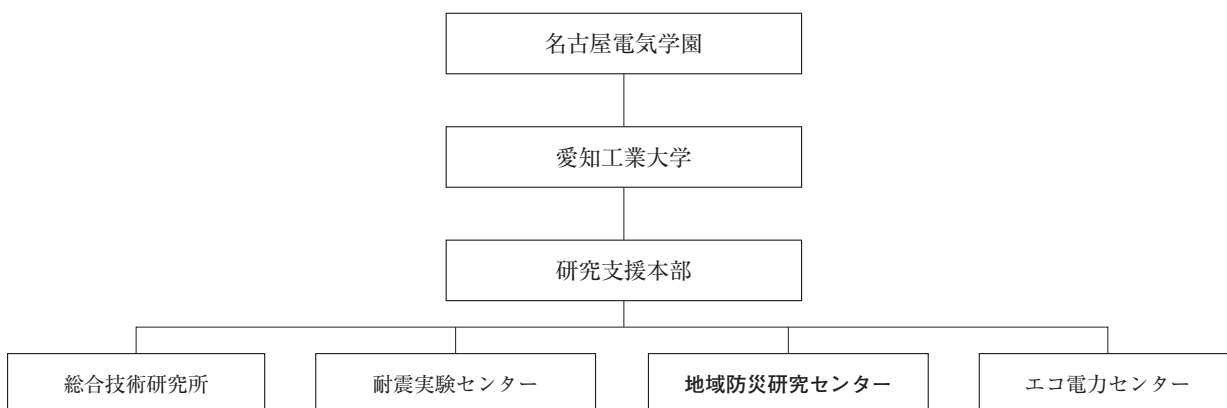 名古屋電気学園
愛知工業大学
研究支援本部
総合技術研究所
耐震実験センター
地域防災研究センター
エコ電力センター